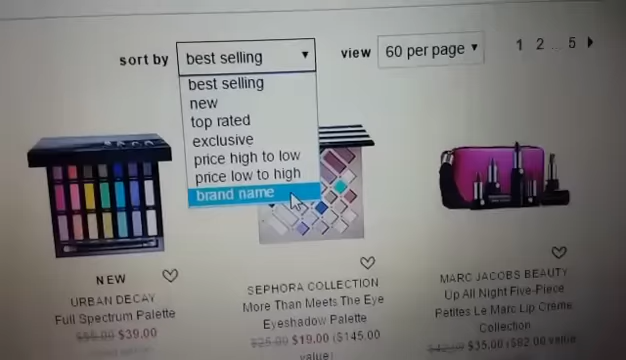 sort by best selling view 60 per page 1 2 ... 5
best selling
new
top rated
exclusive
price high to low
price low to high
brand name
NEW
URBAN DECAY
Full Spectrum Palette
$39.00
SEPHORA COLLECTION
More Than Meets The Eye
Eyeshadow Palette
$19.00 ($145.00
value)
MARC JACOBS BEAUTY
Up All Night Five-Piece
Petites Le Marc Lip Crème
Collection
$35.00 ($82.00 value